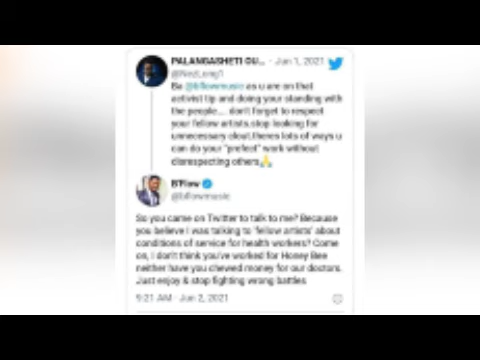 PALANGASHETI OU... · Jun 1, 2021
@NezLong1
Ba @bflowmusic as u are on that
activist tip and doing your standing with
the people.... don't forget to respect
your fellow artists.stop looking for
unnecessary clout.theres lots of ways u
can do your "prefect" work without
disrespecting others🙏
B'Flow
@bflowmusic
So you came on Twitter to talk to me? Because
you believe I was talking to 'fellow artists' about
conditions of service for health workers? Come
on, I don't think you've worked for Honey Bee
neither have you chewed money for our doctors.
Just enjoy & stop fighting wrong battles
9:21 AM · Jun 2, 2021